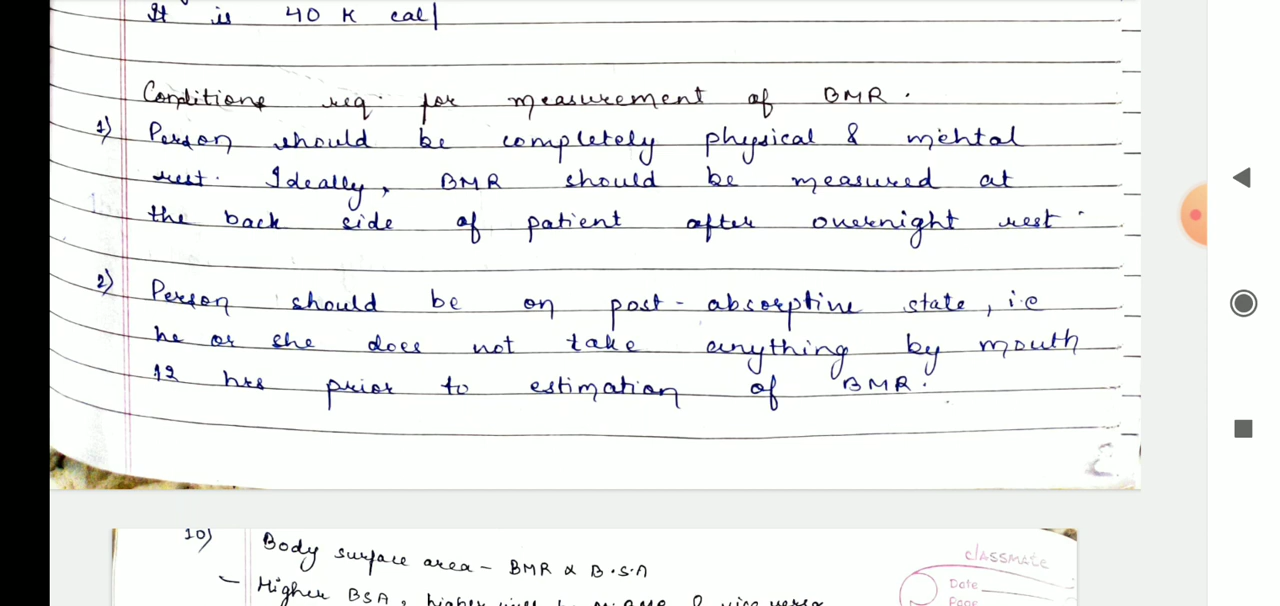 It is 40 K cal/
Conditions req. for measurement of BMR.
1) Person should be completely physical & mental
rest. Ideally, BMR should be measured at
the back side of patient after overnight rest.
2) Person should be on post-absorptive state, i.e
he or she does not take anything by mouth
12 hrs prior to estimation of BMR.
10) Body surface area - BMR α B.S.A
classmate
Date
Page
- Higher BSA, higher